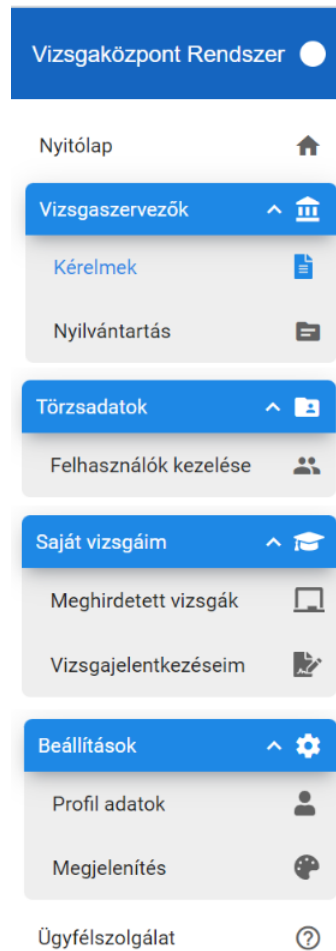 Vizsgaközpont Rendszer
Nyitólap
Vizsgaszervezők
Kérelmek
Nyilvántartás
Törzsadatok
Felhasználók kezelése
Saját vizsgáim
Meghirdetett vizsgák
Vizsgajelentkezéseim
Beállítások
Profil adatok
Megjelenítés
Ügyfélszolgálat